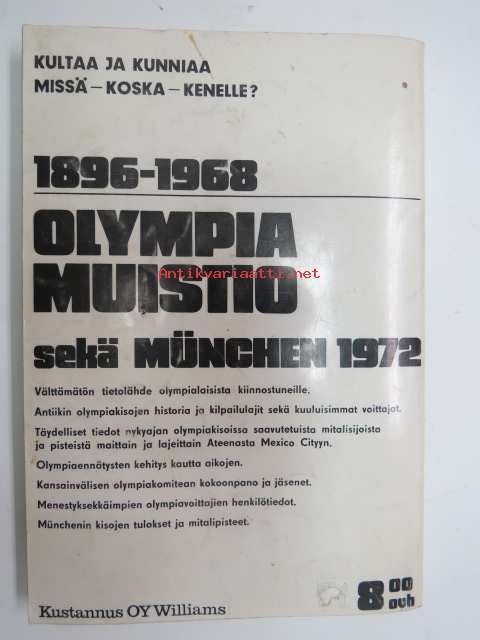 KULTAA JA KUNNIAA
MISSÄ – KOSKA – KENELLE?
1896-1968
OLYMPIA
Antikvariaatti.net
MUISTIO
sekä MÜNCHEN 1972
Välttämätön tietolähde olympialaisista kiinnostuneille.
Antiikin olympiakisojen historia ja kilpailulajit sekä kuuluisimmat voittajat.
Täydelliset tiedot nykyajan olympiakisoissa saavutetuista mitalisijoista
ja pisteistä maittain ja lajeittain Ateenasta Mexico Cityyn.
Olympiaennätysten kehitys kautta aikojen.
Kansainvälisen olympiakomitean kokoonpano ja jäsenet.
Menestyksekkäimpien olympiavoittajien henkilötiedot.
Münchenin kisojen tulokset ja mitalipisteet.
8 00
ovh
Kustannus OY Williams